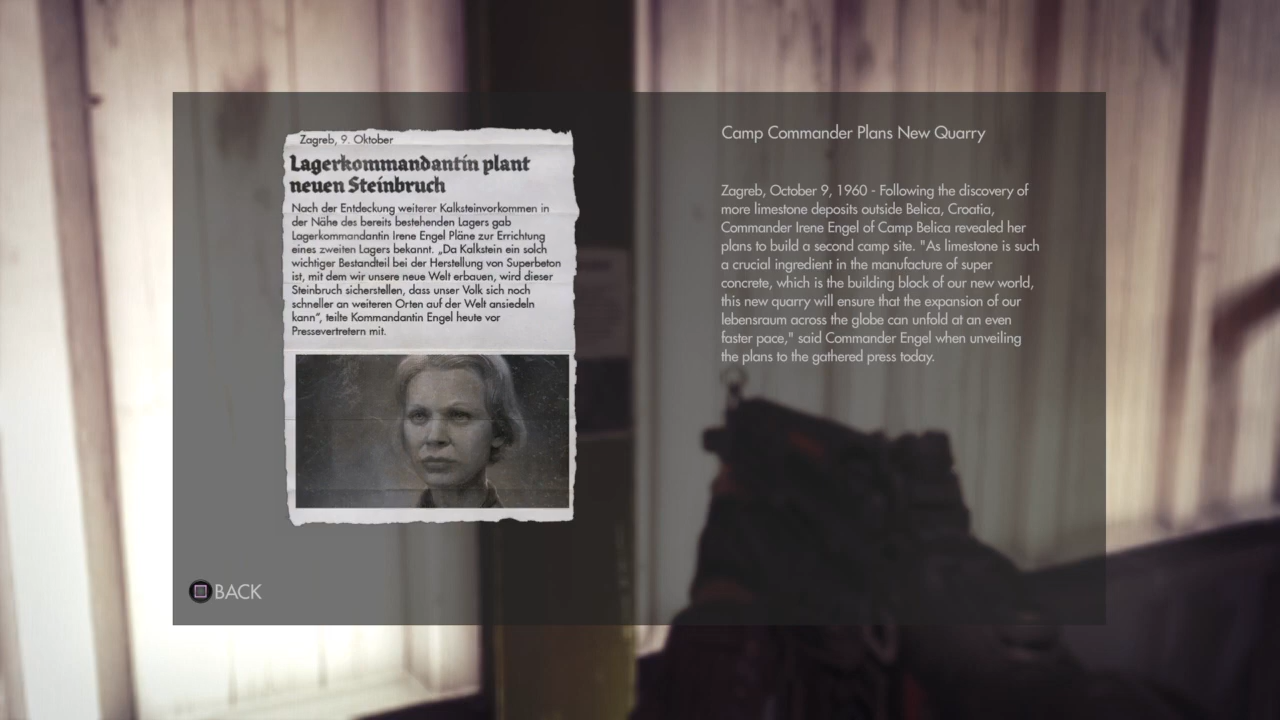 Zagreb, 9. Oktober
Lagerkommandantin plant
neuen Steinbruch
Nach der Entdeckung weiterer Kalksteinvorkommen in
der Nähe des bereits bestehenden Lagers gab
Lagerkommandantin Irene Engel Pläne zur Errichtung
eines zweiten Lagers bekannt. „Da Kalkstein ein solch
wichtiger Bestandteil bei der Herstellung von Superbeton
ist, mit dem wir unsere neue Welt erbauen, wird dieser
Steinbruch sicherstellen, dass unser Volk sich noch
schneller an weiteren Orten auf der Welt ansiedeln
kann“, teilte Kommandantin Engel heute vor
Pressevertretern mit.
Camp Commander Plans New Quarry
Zagreb, October 9, 1960 - Following the discovery of
more limestone deposits outside Belica, Croatia,
Commander Irene Engel of Camp Belica revealed her
plans to build a second camp site. "As limestone is such
a crucial ingredient in the manufacture of super
concrete, which is the building block of our new world,
this new quarry will ensure that the expansion of our
lebensraum across the globe can unfold at an even
faster pace," said Commander Engel when unveiling
the plans to the gathered press today.
BACK